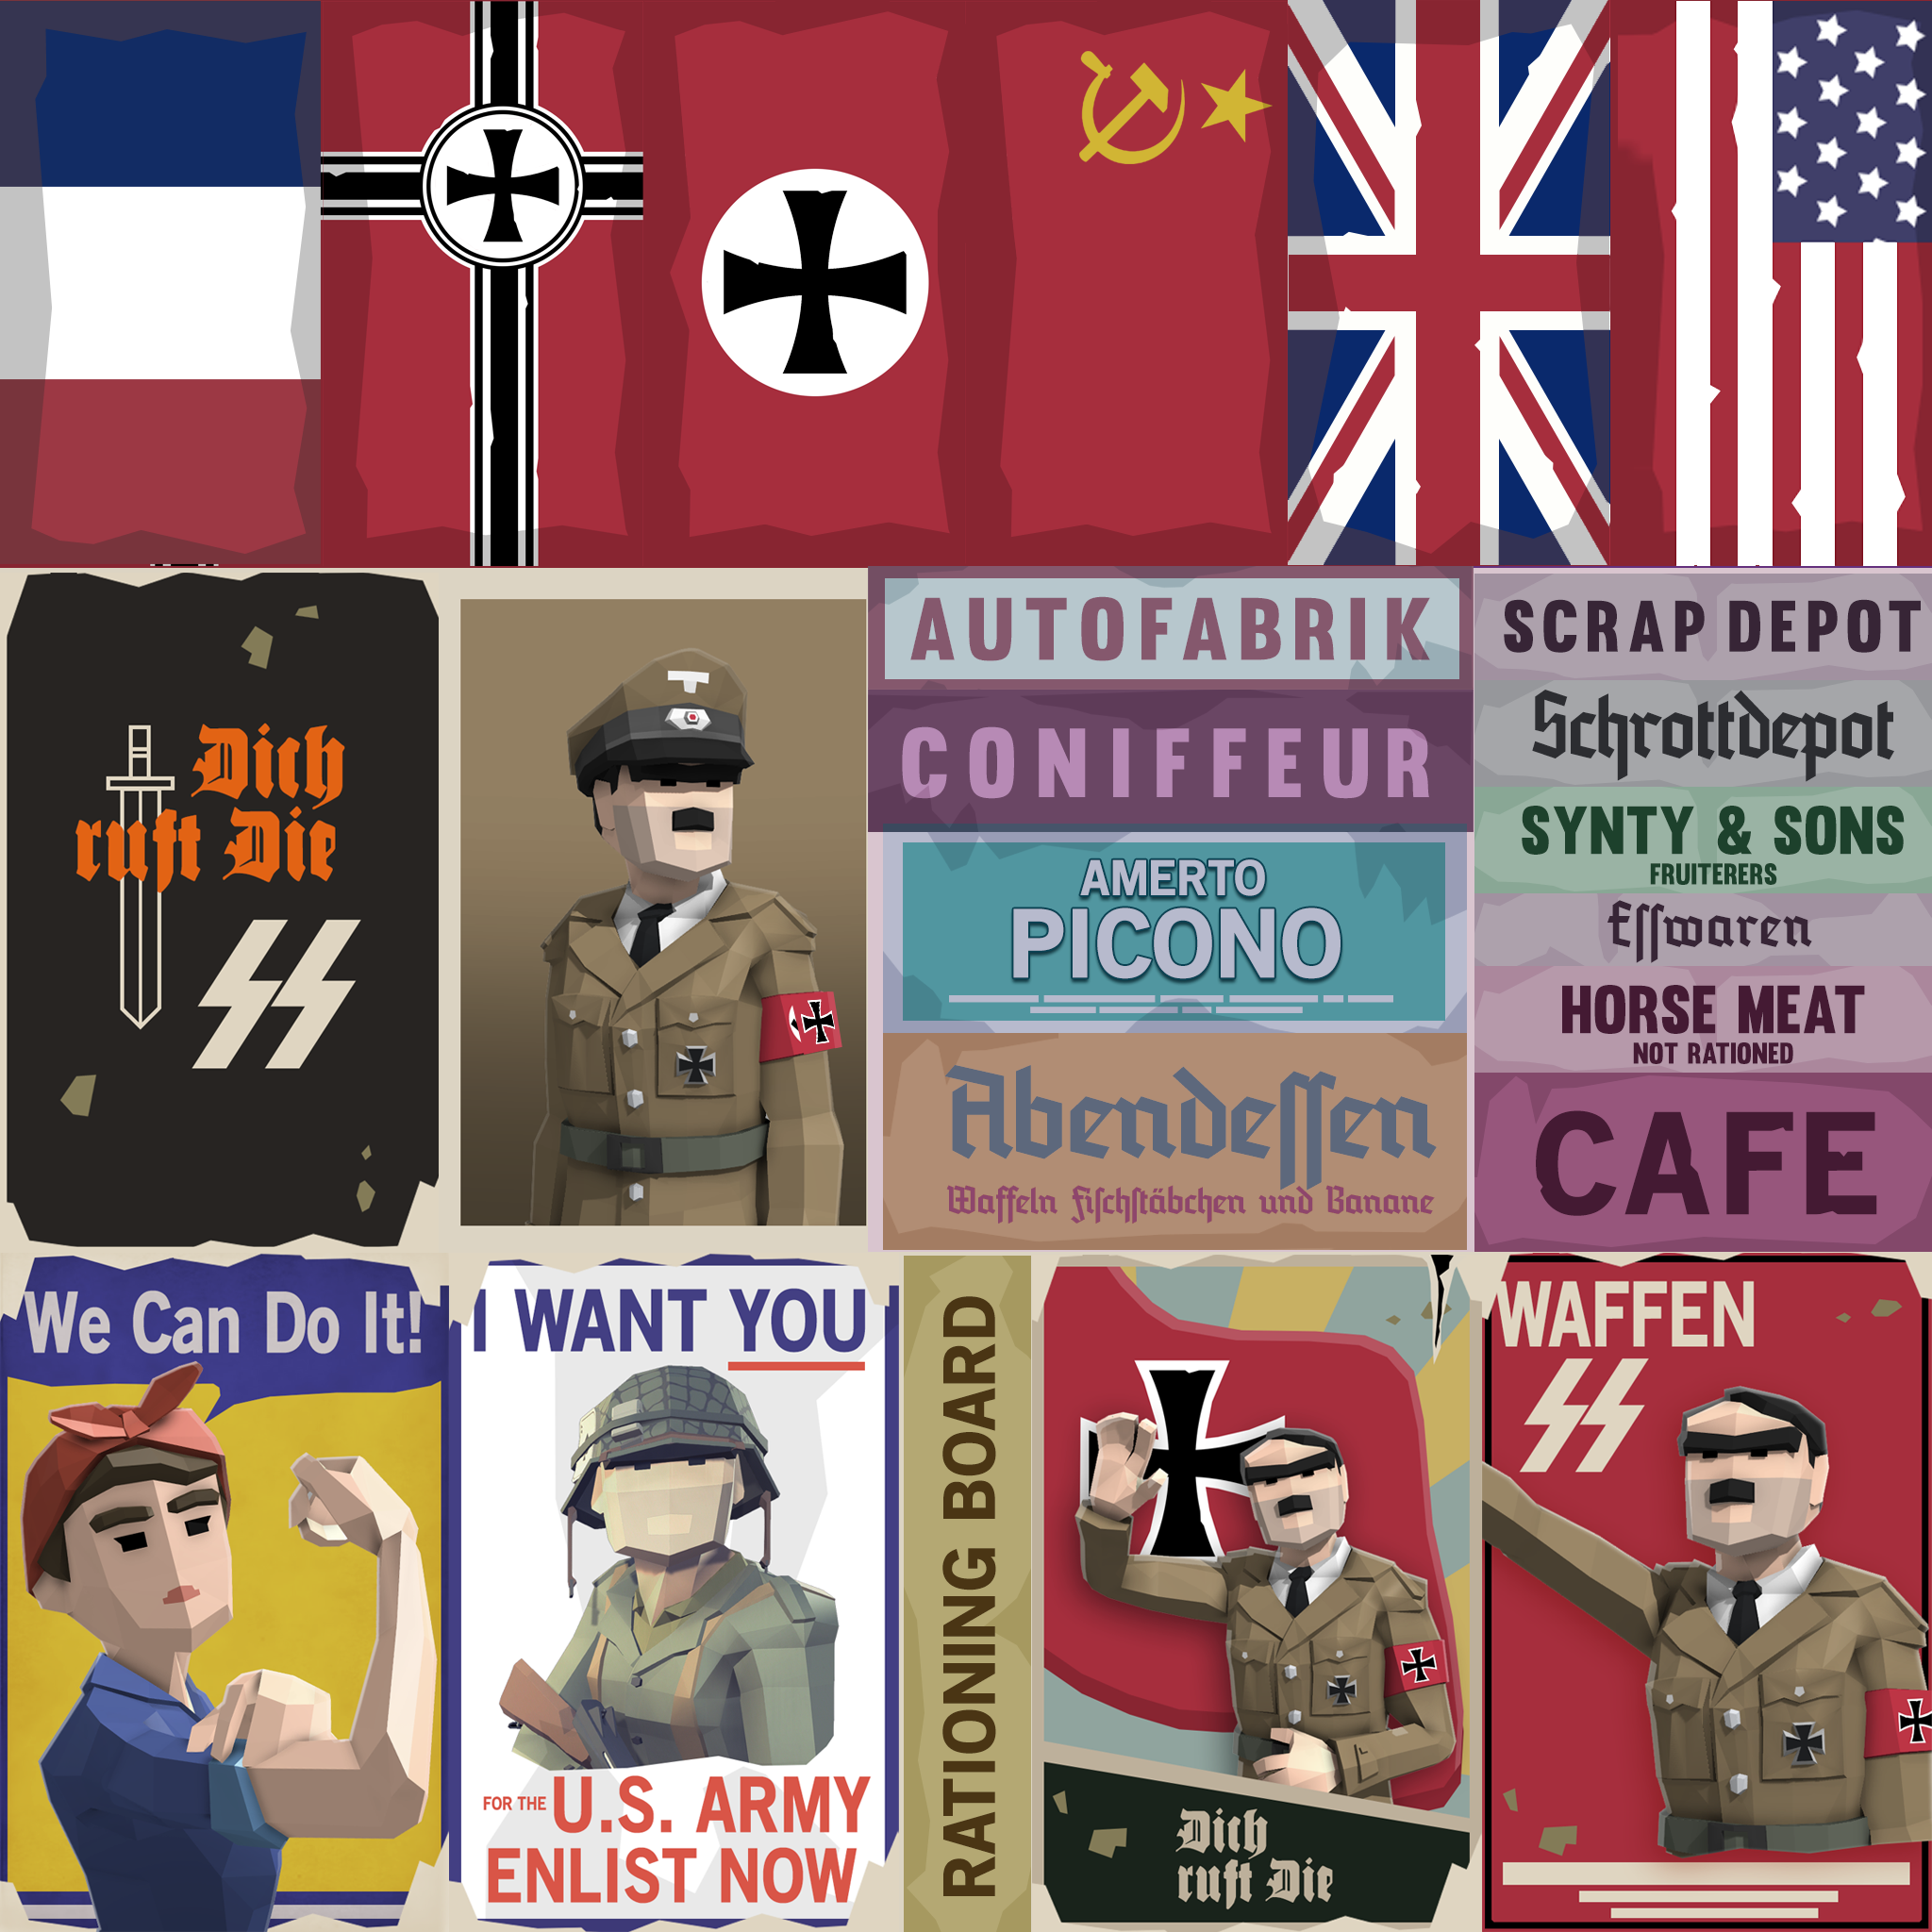 Dich
ruft Die
SS
AUTOFABRIK
CONIFFEUR
AMERTO
PICONO
Abendeſſen
Waffeln Fiſchſtäbchen und Banane
SCRAP DEPOT
Schrottdepot
SYNTY & SONS
FRUITERERS
Eſſwaren
HORSE MEAT
NOT RATIONED
CAFE
We Can Do It!
I WANT YOU
FOR THE U.S. ARMY
ENLIST NOW
RATIONING BOARD
Dich
ruft Die
WAFFEN
SS